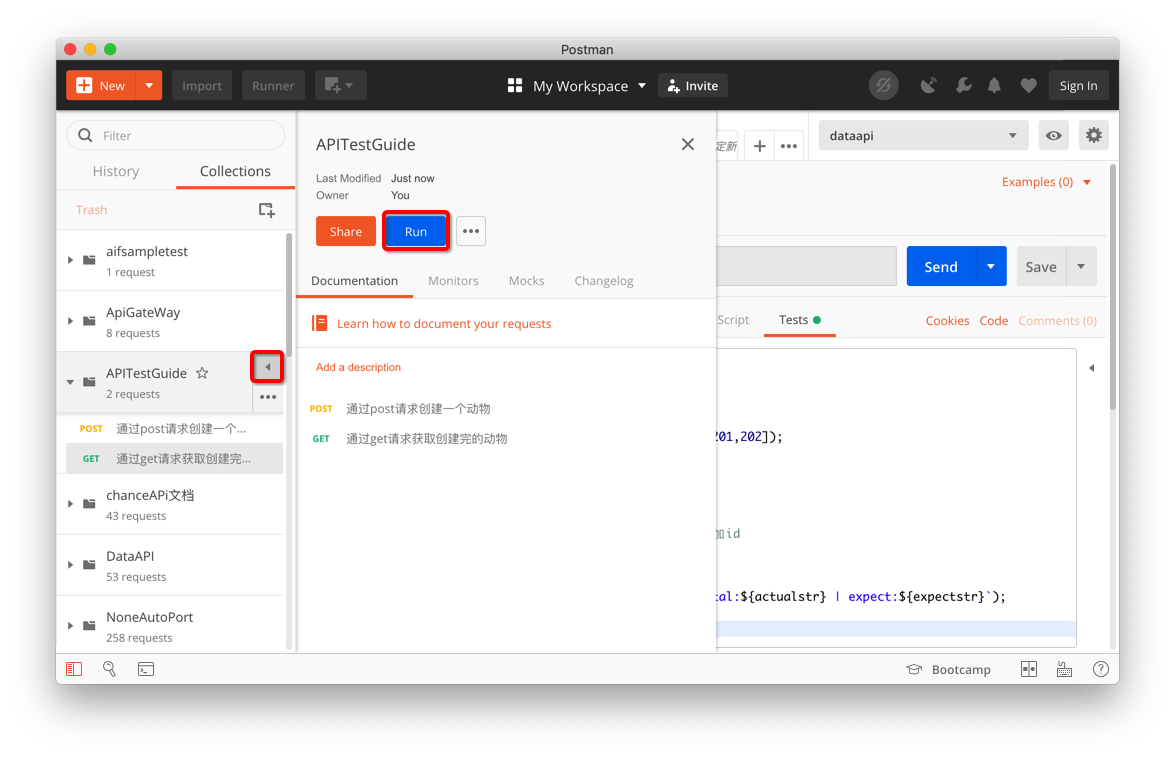 Postman
New
Import
Runner
My Workspace
Invite
Sign In
Filter
History
Collections
Trash
aifsampletest
1 request
ApiGateWay
8 requests
APITestGuide
2 requests
POST 通过post请求创建一个...
GET 通过get请求获取创建完...
chanceAPi文档
43 requests
DataAPI
53 requests
NoneAutoPort
258 requests
APITestGuide
Last Modified Just now
Owner You
Share
Run
Documentation
Monitors
Mocks
Changelog
Learn how to document your requests
Add a description
POST 通过post请求创建一个动物
GET 通过get请求获取创建完的动物
定新
dataapi
Examples (0)
Send
Save
Script
Tests
Cookies
Code
Comments (0)
201,202]);
加id
al:${actualstr} | expect:${expectstr}`);
Bootcamp